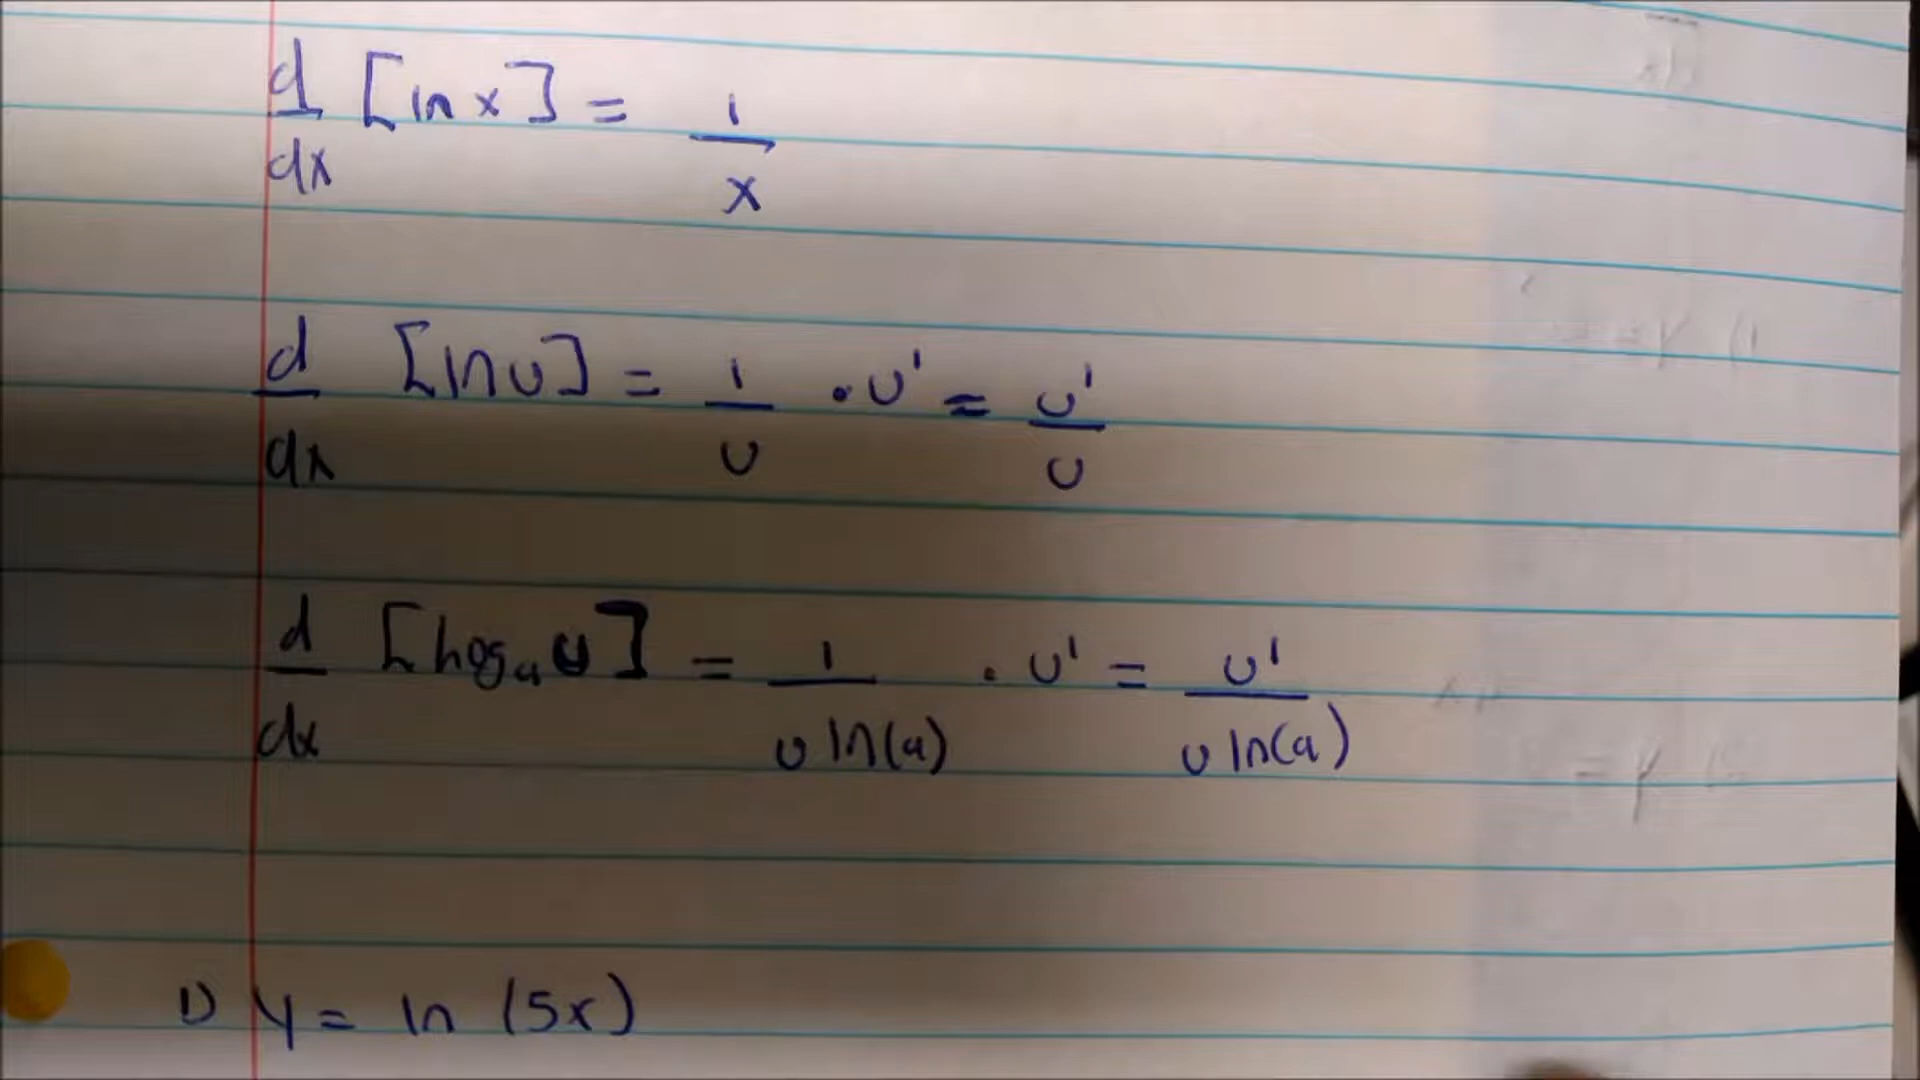 d/dx [ln x] = 1/x
d/dx [ln u] = 1/u · u' = u'/u
d/dx [log_a u] = 1/(u ln(a)) · u' = u'/(u ln(a))
1) y = ln (5x)